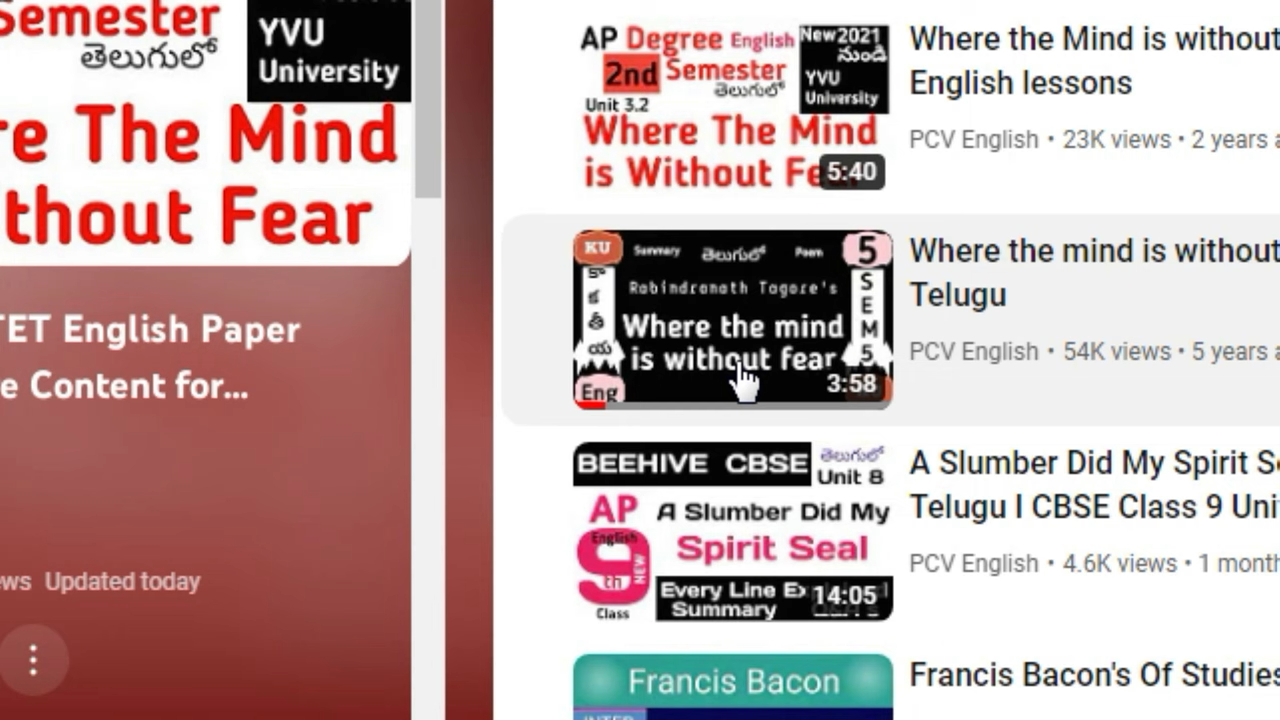 Semester
తెలుగులో
YVU
University
re The Mind
thout Fear
TET English Paper
e Content for...
ews Updated today
AP Degree English
New2021
నుండి
2nd Semester
తెలుగులో
YVU
University
Unit 3.2
Where The Mind
is Without Fe
5:40
Where the Mind is without
English lessons
PCV English • 23K views • 2 years a
KU
Summary తెలుగులో Poem
5
కా
క
తీ
య
Rabindranath Tagore's
Where the mind
is without fear
S
E
M
5
Eng
3:58
Where the mind is without
Telugu
PCV English • 54K views • 5 years a
BEEHIVE CBSE
తెలుగులో
Unit 8
AP
English
9
th
NEW
Class
A Slumber Did My
Spirit Seal
Every Line Ex
Summary
14:05
A Slumber Did My Spirit Se
Telugu I CBSE Class 9 Uni
PCV English • 4.6K views • 1 month
Francis Bacon
INTER
Francis Bacon's Of Studies